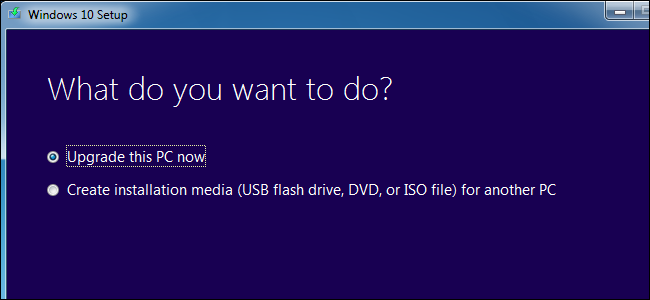 Windows 10 Setup
What do you want to do?
Upgrade this PC now
Create installation media (USB flash drive, DVD, or ISO file) for another PC